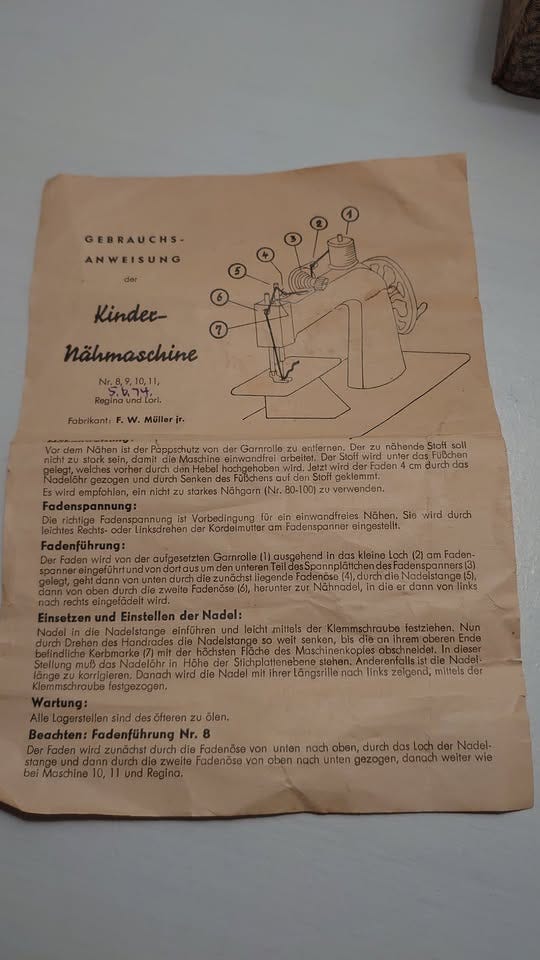 GEBRAUCHS-
ANWEISUNG
der
Kinder-
Nähmaschine
Nr. 8, 9, 10, 11,
5.6.74.
Regina und Lori.
Fabrikant: F. W. Müller jr.
1
2
3
4
5
6
7
Vor dem Nähen ist der Pappschutz von der Garnrolle zu entfernen. Der zu nähende Stoff soll
nicht zu stark sein, damit die Maschine einwandfrei arbeitet. Der Stoff wird unter das Füßchen
gelegt, welches vorher durch den Hebel hochgehoben wird. Jetzt wird der Faden 4 cm durch das
Nadelöhr gezogen und durch Senken des Füßchens auf den Stoff geklemmt.
Es wird empfohlen, ein nicht zu starkes Nähgarn (Nr. 80-100) zu verwenden.
Fadenspannung:
Die richtige Fadenspannung ist Vorbedingung für ein einwandfreies Nähen. Sie wird durch
leichtes Rechts- oder Linksdrehen der Kordelmutter am Fadenspanner eingestellt.
Fadenführung:
Der Faden wird von der aufgesetzten Garnrolle (1) ausgehend in das kleine Loch (2) am Faden-
spanner eingeführt und von dort aus um den unteren Teil des Spannplättchen des Fadenspanners (3)
gelegt, geht dann von unten durch die zunächst liegende Fadenöse (4), durch die Nadelstange (5),
dann von oben durch die zweite Fadenöse (6), herunter zur Nähnadel, in die er dann von links
nach rechts eingefädelt wird.
Einsetzen und Einstellen der Nadel:
Nadel in die Nadelstange einführen und leicht mittels der Klemmschraube festziehen. Nun
durch Drehen des Handrades die Nadelstange so weit senken, bis die an ihrem oberen Ende
befindliche Kerbmarke (7) mit der höchsten Fläche des Maschinenkopfes abschneidet. In dieser
Stellung muß das Nadelöhr in Höhe der Stichplattenebene stehen. Anderenfalls ist die Nadel-
länge zu korrigieren. Danach wird die Nadel mit ihrer Längsrille nach links zeigend, mittels der
Klemmschraube festgezogen.
Wartung:
Alle Lagerstellen sind des öfteren zu ölen.
Beachten: Fadenführung Nr. 8
Der Faden wird zunächst durch die Fadenöse von unten nach oben, durch das Loch der Nadel-
stange und dann durch die zweite Fadenöse von oben nach unten gezogen, danach weiter wie
bei Maschine 10, 11 und Regina.